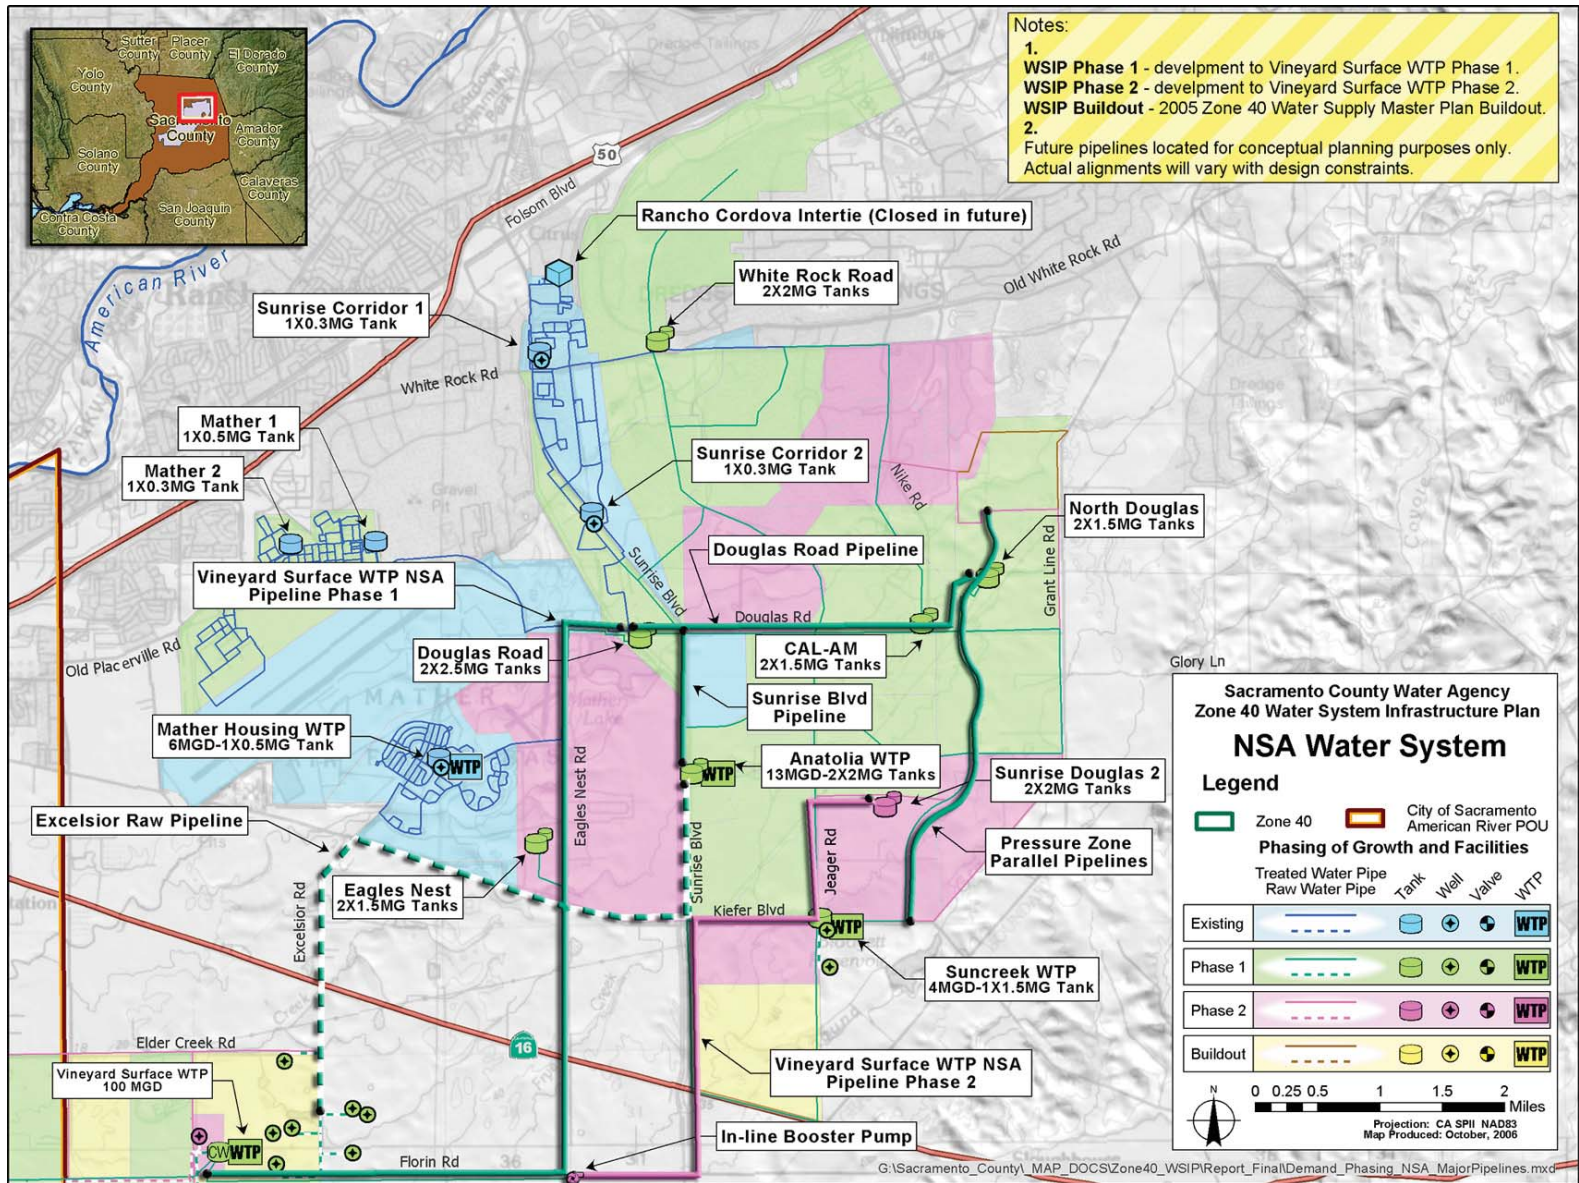 Sutter County
Placer County
El Dorado County
Yolo County
Sacramento County
Amador County
Solano County
Calaveras County
Contra Costa County
San Joaquin County
Notes:
1.
WSIP Phase 1 - develpment to Vineyard Surface WTP Phase 1.
WSIP Phase 2 - develpment to Vineyard Surface WTP Phase 2.
WSIP Buildout - 2005 Zone 40 Water Supply Master Plan Buildout.
2.
Future pipelines located for conceptual planning purposes only.
Actual alignments will vary with design constraints.
50
Folsom Blvd
American River
Rancho Cordova Intertie (Closed in future)
White Rock Road
2X2MG Tanks
Old White Rock Rd
Sunrise Corridor 1
1X0.3MG Tank
White Rock Rd
Mather 1
1X0.5MG Tank
Mather 2
1X0.3MG Tank
Gravel Pit
Sunrise Corridor 2
1X0.3MG Tank
Nike Rd
North Douglas
2X1.5MG Tanks
Grant Line Rd
Douglas Road Pipeline
Sunrise Blvd
Vineyard Surface WTP NSA
Pipeline Phase 1
Douglas Rd
Old Placerville Rd
Douglas Road
2X2.5MG Tanks
CAL-AM
2X1.5MG Tanks
Glory Ln
MATHER
Sunrise Blvd
Pipeline
Mather Housing WTP
6MGD-1X0.5MG Tank
WTP
Eagles Nest Rd
WTP
Anatolia WTP
13MGD-2X2MG Tanks
Sunrise Douglas 2
2X2MG Tanks
Excelsior Raw Pipeline
Sunrise Blvd
Jeager Rd
Pressure Zone
Parallel Pipelines
Eagles Nest
2X1.5MG Tanks
Excelsior Rd
Kiefer Blvd
WTP
Suncreek WTP
4MGD-1X1.5MG Tank
16
Elder Creek Rd
Vineyard Surface WTP
100 MGD
Vineyard Surface WTP NSA
Pipeline Phase 2
CW WTP
Florin Rd
36
31
In-line Booster Pump
Sacramento County Water Agency
Zone 40 Water System Infrastructure Plan
NSA Water System
Legend
Zone 40
City of Sacramento
American River POU
Phasing of Growth and Facilities
Treated Water Pipe
Raw Water Pipe
Tank Well Valve WTP
Existing WTP
Phase 1 WTP
Phase 2 WTP
Buildout WTP
N
0 0.25 0.5 1 1.5 2
Miles
Projection: CA SPII NAD83
Map Produced: October, 2006
G:\Sacramento_County\_MAP_DOCS\Zone40_WSIP\Report_Final\Demand_Phasing_NSA_MajorPipelines.mxd